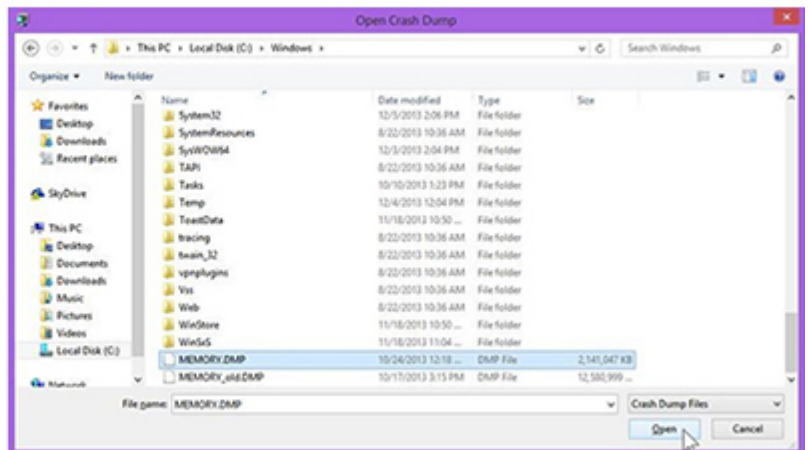 Open Crash Dump
This PC › Local Disk (C:) › Windows › Search Windows
Organize New folder
Favorites
Desktop
Downloads
Recent places
SkyDrive
This PC
Desktop
Documents
Downloads
Music
Pictures
Videos
Local Disk (C:)
Network
Name Date modified Type Size
System32 12/3/2013 2:06 PM File folder
SystemResources 8/22/2013 10:36 AM File folder
SysWOW64 12/3/2013 2:04 PM File folder
TAPI 8/22/2013 10:36 AM File folder
Tasks 10/10/2013 1:23 PM File folder
Temp 12/4/2013 12:04 PM File folder
ToastData 11/18/2013 10:50 ... File folder
tracing 8/22/2013 10:36 AM File folder
twain_32 8/22/2013 10:36 AM File folder
vpnplugins 8/22/2013 10:36 AM File folder
Vss 8/22/2013 10:36 AM File folder
Web 8/22/2013 10:36 AM File folder
WinStore 11/18/2013 10:50 ... File folder
WinSxS 11/18/2013 11:04 ... File folder
MEMORY.DMP 10/24/2013 12:18 ... DMP File 2,141,047 KB
MEMORY_old.DMP 10/17/2013 3:15 PM DMP File 12,580,999 ...
File name: MEMORY.DMP Crash Dump Files
Open Cancel